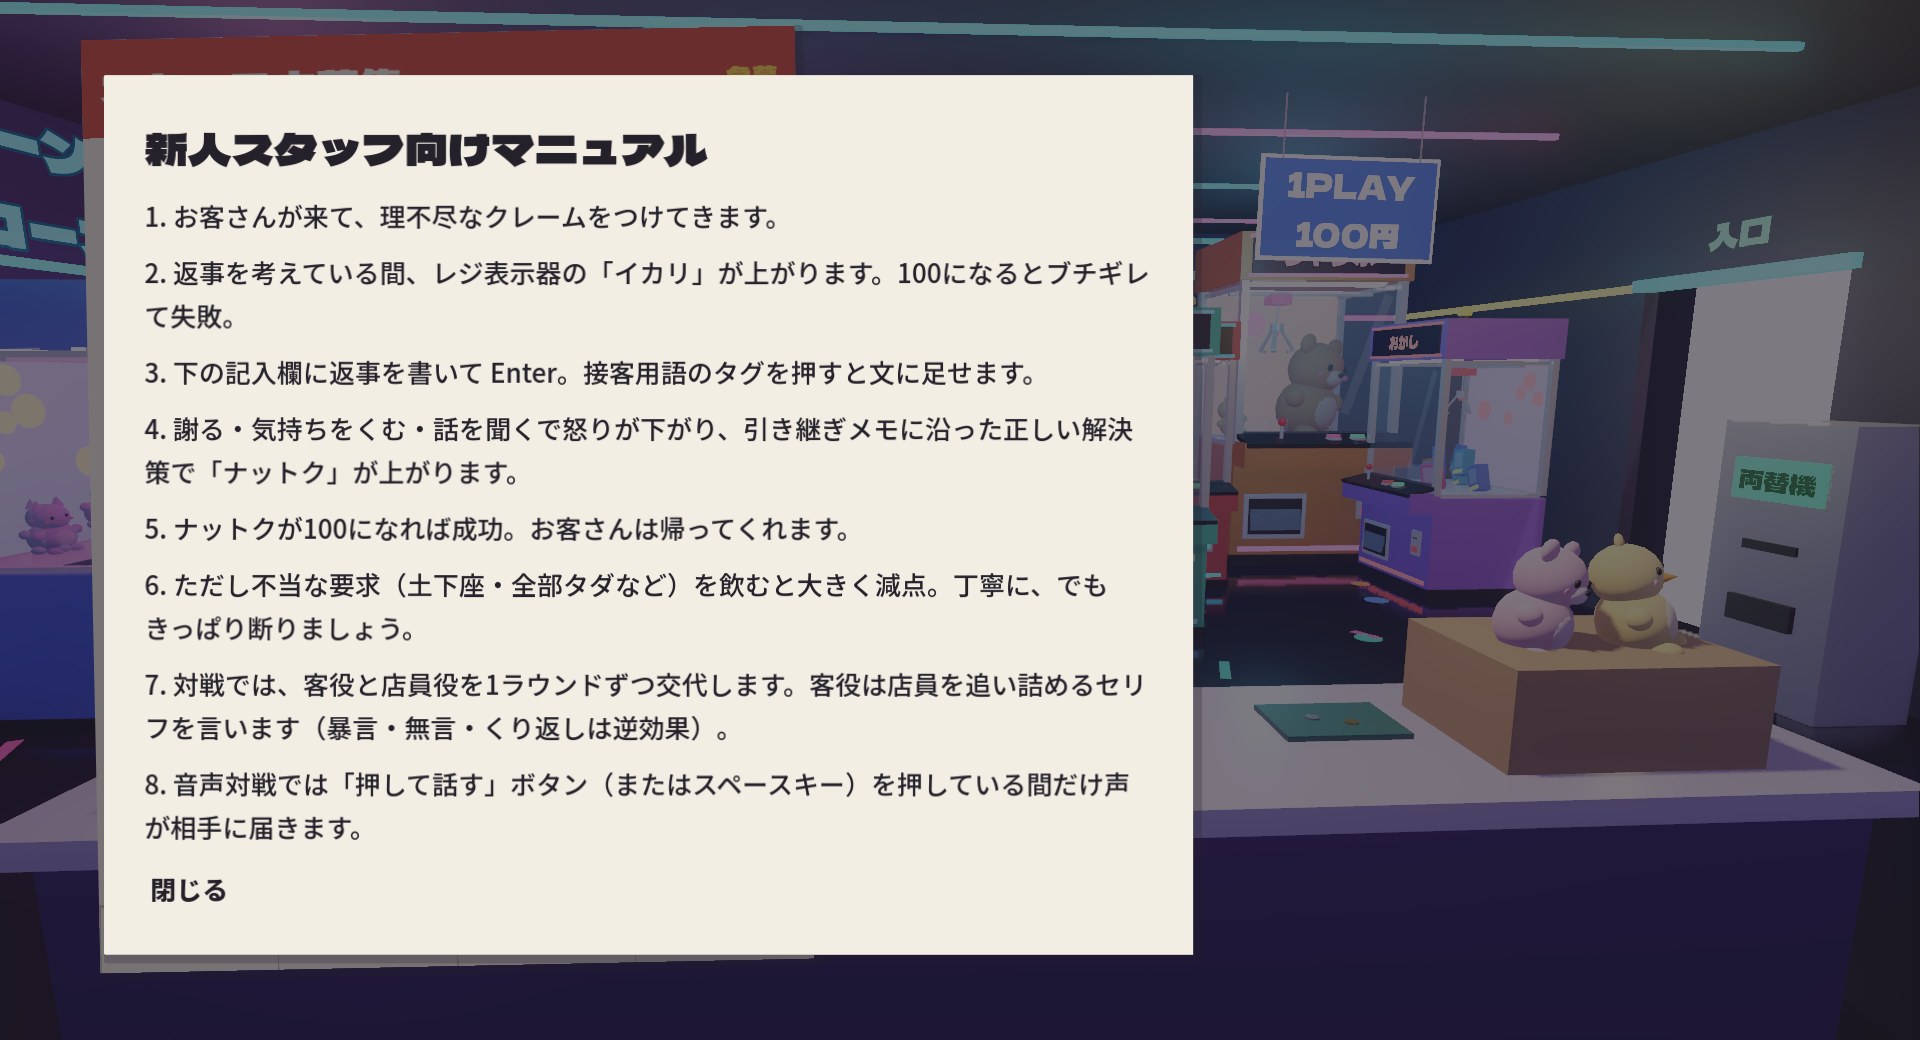 新人スタッフ向けマニュアル
1. お客さんが来て、理不尽なクレームをつけてきます。
2. 返事を考えている間、レジ表示器の「イカリ」が上がります。100になるとブチギレ
て失敗。
3. 下の記入欄に返事を書いて Enter。接客用語のタグを押すと文に足せます。
4. 謝る・気持ちをくむ・話を聞くで怒りが下がり、引き継ぎメモに沿った正しい解決
策で「ナットク」が上がります。
5. ナットクが100になれば成功。お客さんは帰ってくれます。
6. ただし不当な要求（土下座・全部タダなど）を飲むと大きく減点。丁寧に、でも
きっぱり断りましょう。
7. 対戦では、客役と店員役を1ラウンドずつ交代します。客役は店員を追い詰めるセリ
フを言います（暴言・無言・くり返しは逆効果）。
8. 音声対戦では「押して話す」ボタン（またはスペースキー）を押している間だけ声
が相手に届きます。
閉じる
1PLAY
100円
入口
おかし
両替機